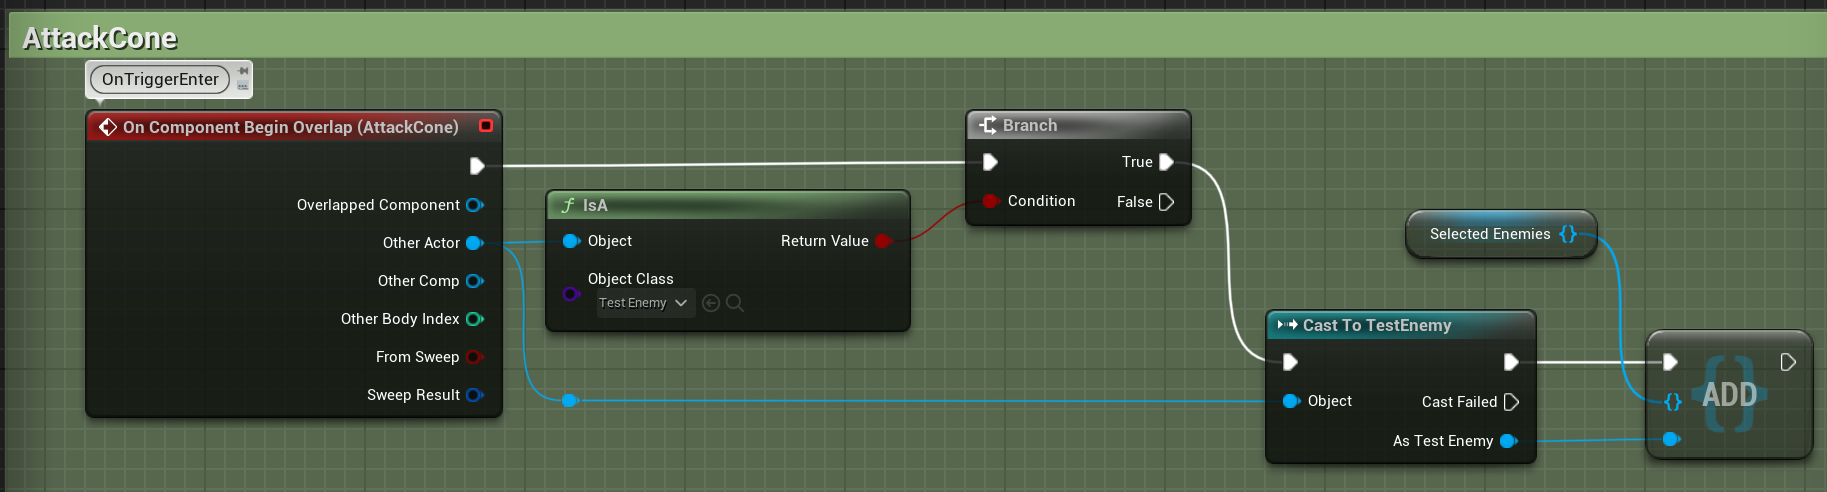 AttackCone
OnTriggerEnter
On Component Begin Overlap (AttackCone)
Overlapped Component
Other Actor
Other Comp
Other Body Index
From Sweep
Sweep Result
f IsA
Object
Return Value
Object Class
Test Enemy
Branch
True
Condition
False
Selected Enemies {}
Cast To TestEnemy
Object
Cast Failed
As Test Enemy
{} ADD